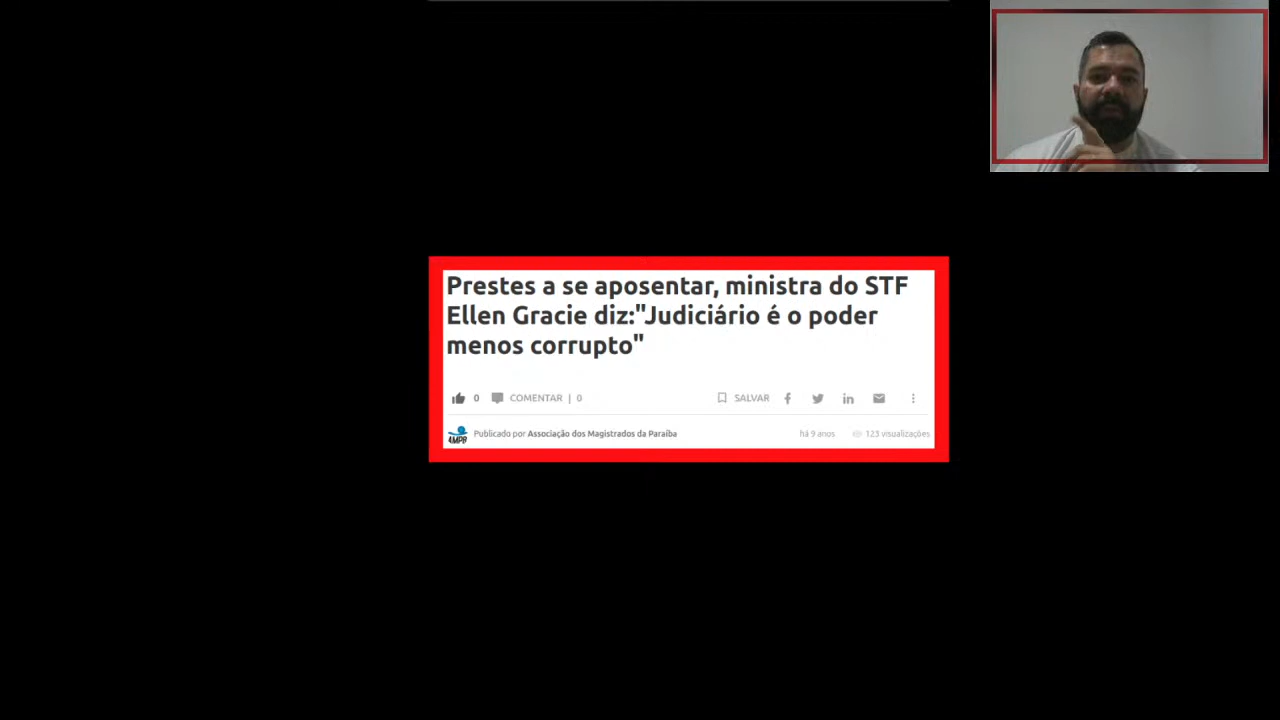 Prestes a se aposentar, ministra do STF
Ellen Gracie diz:"Judiciário é o poder
menos corrupto"
0 COMENTAR | 0 SALVAR
AMPB Publicado por Associação dos Magistrados da Paraíba há 9 anos 123 visualizações